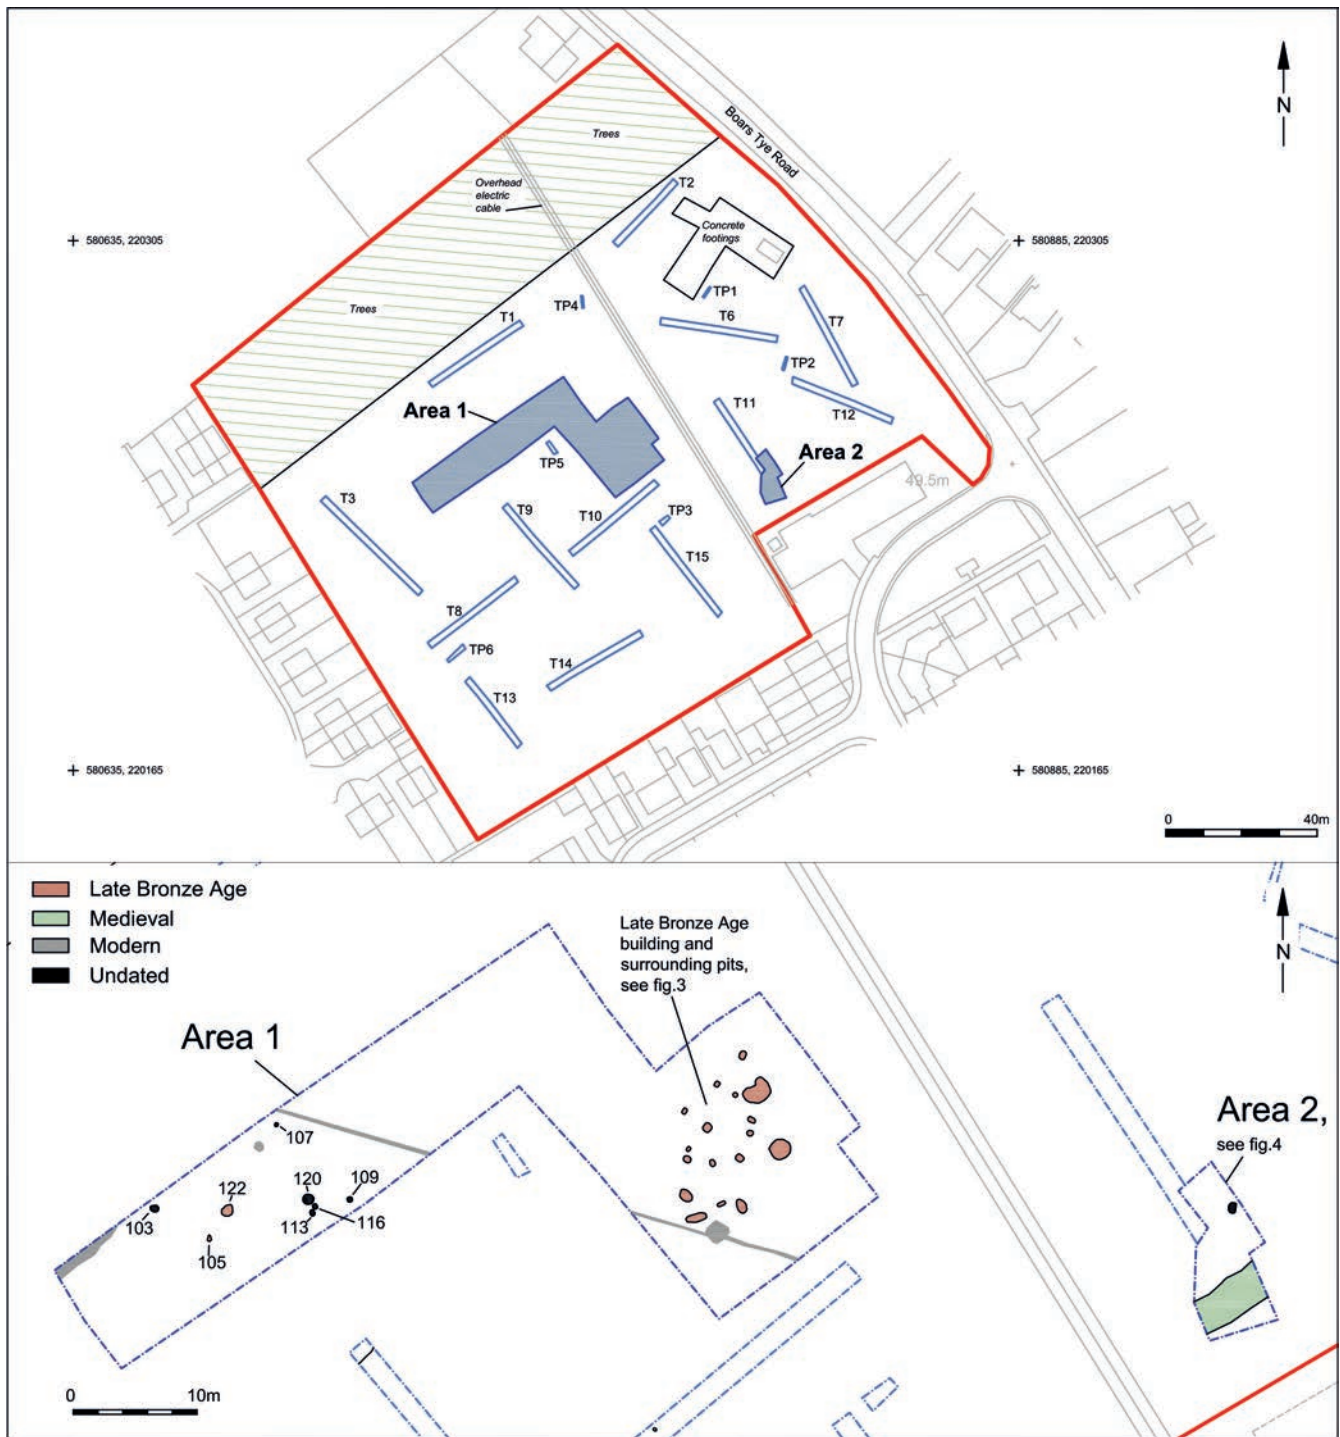 Boars Tye Road
N
Trees
Overhead
electric
cable
T2
Concrete
footings
580635, 220305
580885, 220305
Trees
TP4
TP1
T1
T6
T7
TP2
Area 1
T11
T12
TP5
Area 2
49.5m
T3
T9
T10
TP3
T15
T8
TP6
T14
T13
580635, 220165
580885, 220165
0 40m
Late Bronze Age
Medieval
Modern
Undated
Late Bronze Age
building and
surrounding pits,
see fig.3
N
Area 1
Area 2,
see fig.4
107
122
120
109
103
113
116
105
0 10m